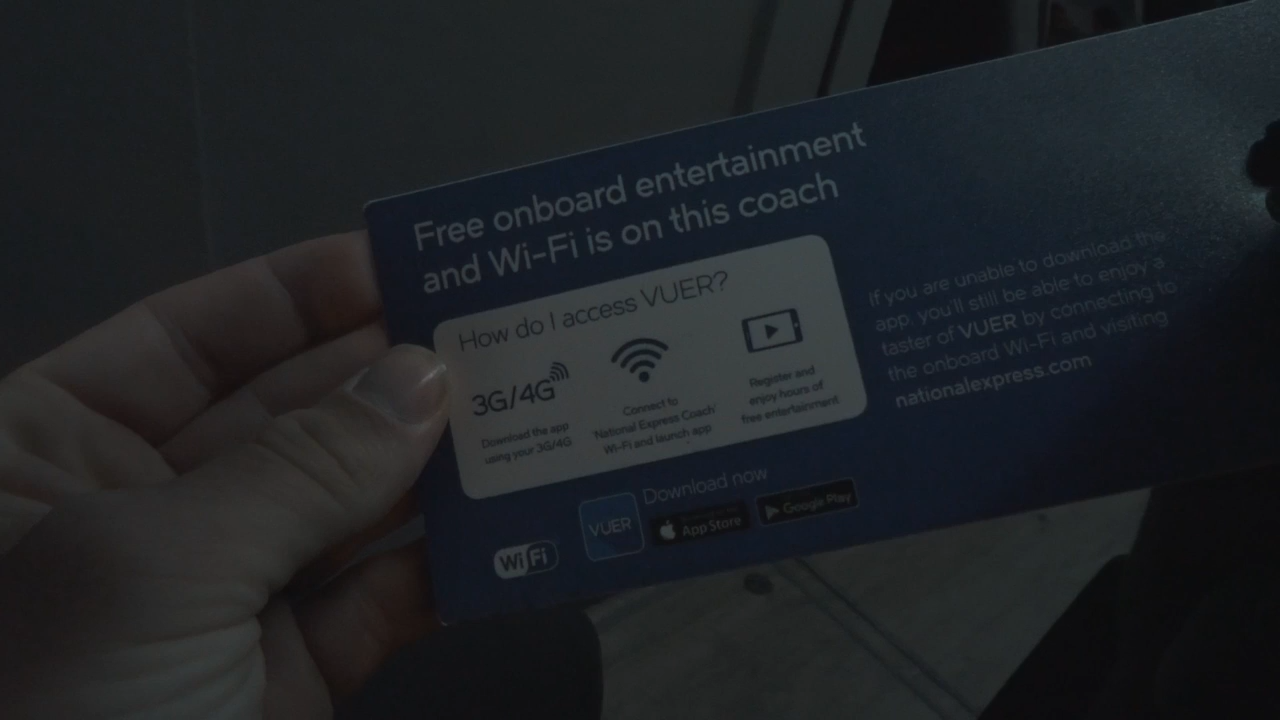 Free onboard entertainment
and Wi-Fi is on this coach
How do I access VUER?
3G/4G
Download the app
using your 3G/4G
Connect to
National Express Coach
Wi-Fi and launch app
Register and
enjoy hours of
free entertainment
If you are unable to download the
app, you'll still be able to enjoy a
taster of VUER by connecting to
the onboard Wi-Fi and visiting
nationalexpress.com
Download now
VUER
App Store
Google Play
Wi Fi